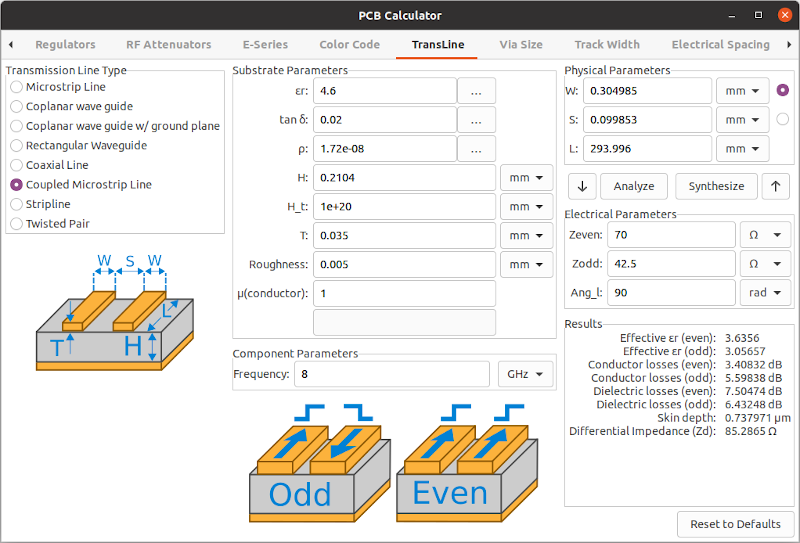 PCB Calculator
Regulators RF Attenuators E-Series Color Code TransLine Via Size Track Width Electrical Spacing
Transmission Line Type
Microstrip Line
Coplanar wave guide
Coplanar wave guide w/ ground plane
Rectangular Waveguide
Coaxial Line
Coupled Microstrip Line
Stripline
Twisted Pair
W S W
L
T H
Substrate Parameters
εr: 4.6 ...
tan δ: 0.02 ...
ρ: 1.72e-08 ...
H: 0.2104 mm
H_t: 1e+20 mm
T: 0.035 mm
Roughness: 0.005 mm
μ(conductor): 1
Component Parameters
Frequency: 8 GHz
Odd Even
Physical Parameters
W: 0.304985 mm
S: 0.099853 mm
L: 293.996 mm
Analyze Synthesize
Electrical Parameters
Zeven: 70 Ω
Zodd: 42.5 Ω
Ang_l: 90 rad
Results
Effective εr (even): 3.6356
Effective εr (odd): 3.05657
Conductor losses (even): 3.40832 dB
Conductor losses (odd): 5.59838 dB
Dielectric losses (even): 7.50474 dB
Dielectric losses (odd): 6.43248 dB
Skin depth: 0.737971 μm
Differential Impedance (Zd): 85.2865 Ω
Reset to Defaults